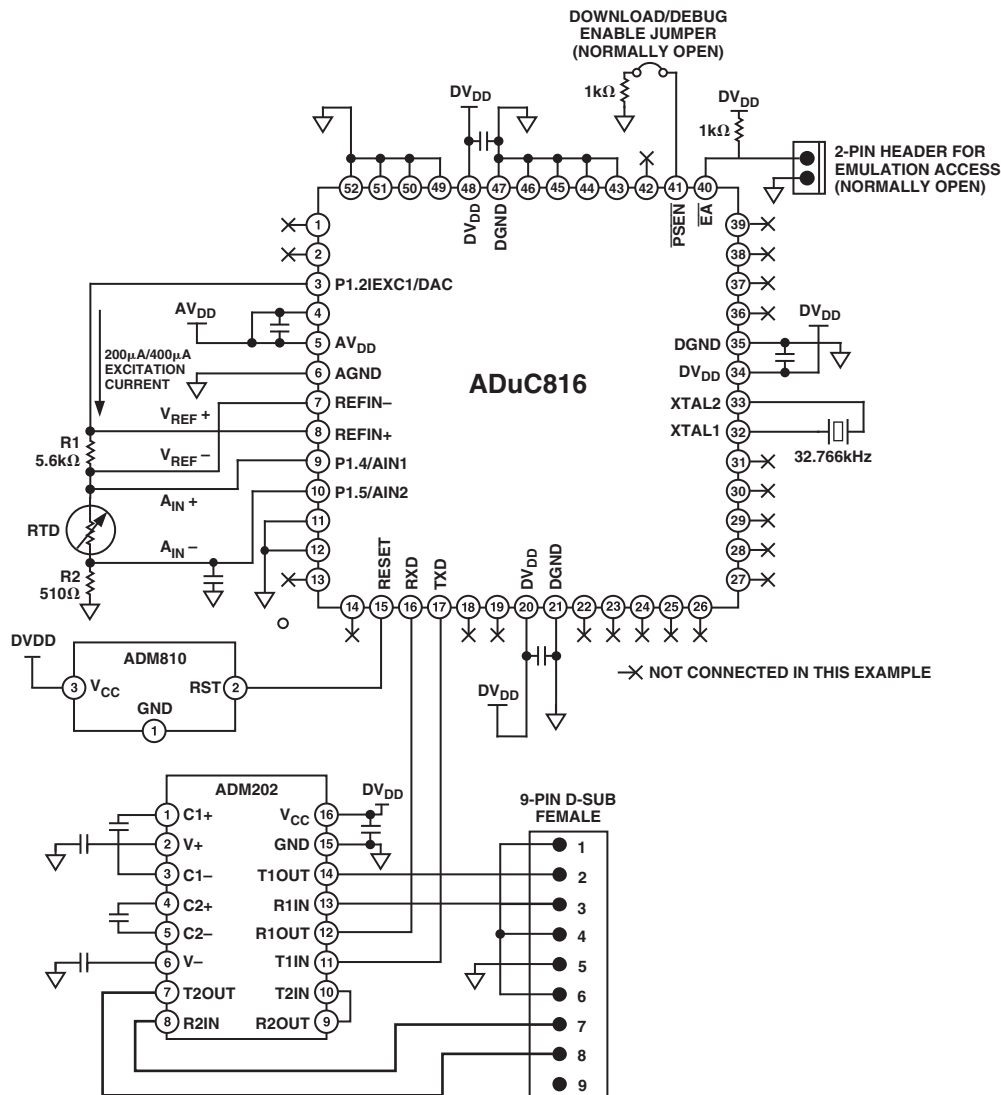 DOWNLOAD/DEBUG
ENABLE JUMPER
(NORMALLY OPEN)
1kΩ
DVDD
DVDD
1kΩ
2-PIN HEADER FOR
EMULATION ACCESS
(NORMALLY OPEN)
52 51 50 49 48 47 46 45 44 43 42 41 40
DVDD
DGND
PSEN
EA
1
2
3 P1.2IEXC1/DAC
4
AVDD
5 AVDD
6 AGND
7 REFIN–
8 REFIN+
9 P1.4/AIN1
10 P1.5/AIN2
11
12
13
200μA/400μA
EXCITATION
CURRENT
VREF +
R1
5.6kΩ
VREF –
AIN +
RTD
AIN –
R2
510Ω
ADuC816
39
38
37
36
DVDD
DGND 35
DVDD 34
XTAL2 33
XTAL1 32
32.766kHz
31
30
29
28
27
RESET
RXD
TXD
DVDD
DGND
14 15 16 17 18 19 20 21 22 23 24 25 26
DVDD
NOT CONNECTED IN THIS EXAMPLE
DVDD
ADM810
3 VCC
RST 2
GND
1
ADM202
1 C1+
2 V+
3 C1–
4 C2+
5 C2–
6 V–
7 T2OUT
8 R2IN
DVDD
VCC 16
GND 15
T1OUT 14
R1IN 13
R1OUT 12
T1IN 11
T2IN 10
R2OUT 9
9-PIN D-SUB
FEMALE
1
2
3
4
5
6
7
8
9